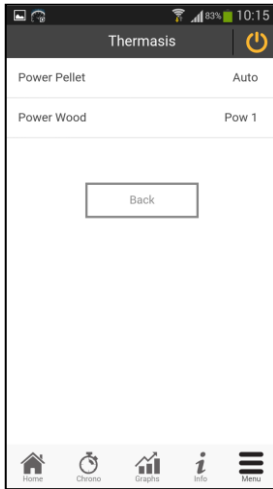 83% 10:15
Thermasis
Power Pellet Auto
Power Wood Pow 1
Back
Home Chrono Graphs Info Menu